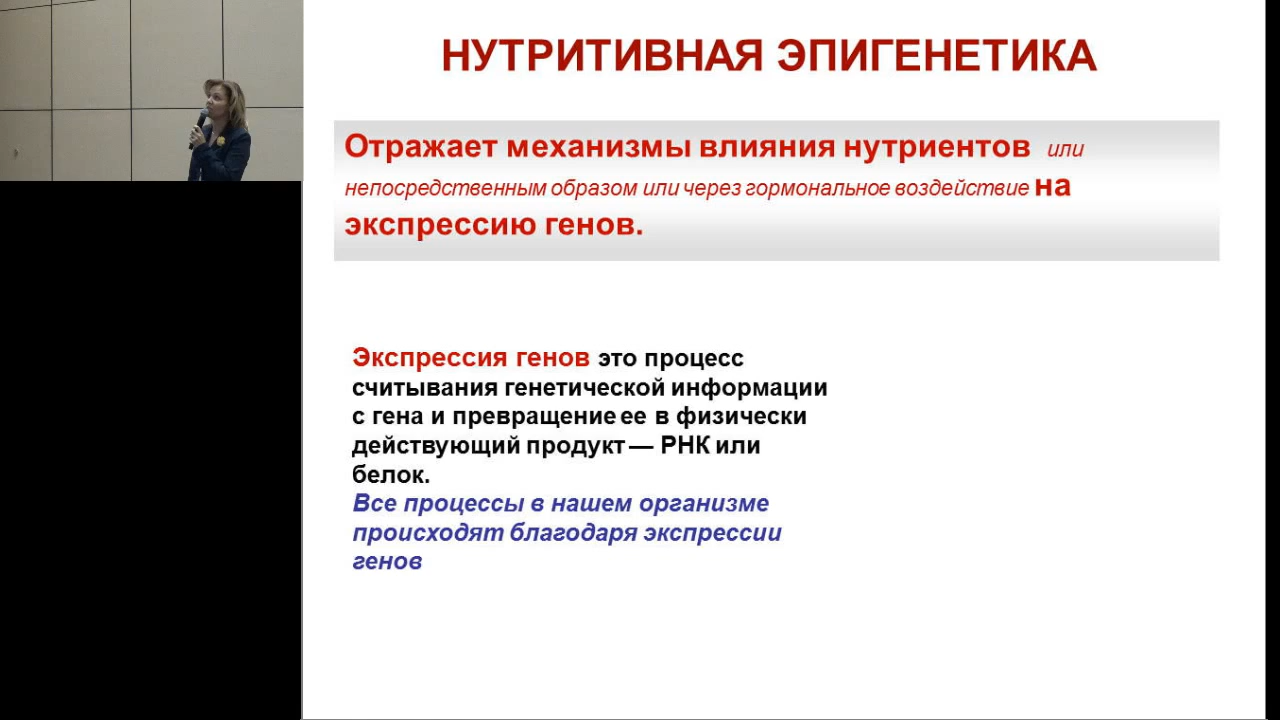 НУТРИТИВНАЯ ЭПИГЕНЕТИКА
Отражает механизмы влияния нутриентов или
непосредственным образом или через гормональное воздействие на
экспрессию генов.
Экспрессия генов это процесс
считывания генетической информации
с гена и превращение ее в физически
действующий продукт — РНК или
белок.
Все процессы в нашем организме
происходят благодаря экспрессии
генов